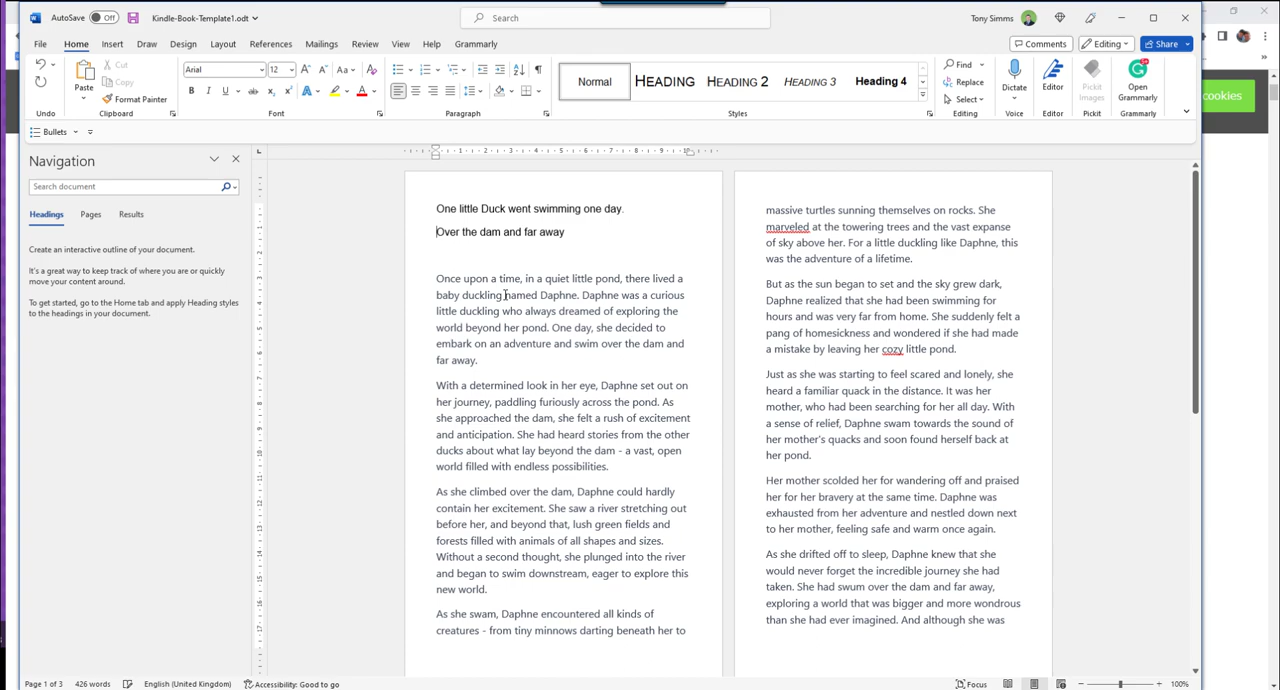 AutoSave Off Kindle-Book-Template1.odt Search Tony Simms
File Home Insert Draw Design Layout References Mailings Review View Help Grammarly Comments Editing Share
Paste Cut Copy Format Painter
Arial 12
Normal HEADING HEADING 2 HEADING 3 Heading 4
Find Replace Select
Dictate Editor Pickit Images Open Grammarly
cookies
Undo Clipboard Font Paragraph Styles Editing Voice Editor Pickit Grammarly
Bullets
Navigation
Search document
Headings Pages Results
Create an interactive outline of your document.
It's a great way to keep track of where you are or quickly
move your content around.
To get started, go to the Home tab and apply Heading styles
to the headings in your document.
One little Duck went swimming one day.
Over the dam and far away
Once upon a time, in a quiet little pond, there lived a
baby duckling named Daphne. Daphne was a curious
little duckling who always dreamed of exploring the
world beyond her pond. One day, she decided to
embark on an adventure and swim over the dam and
far away.
With a determined look in her eye, Daphne set out on
her journey, paddling furiously across the pond. As
she approached the dam, she felt a rush of excitement
and anticipation. She had heard stories from the other
ducks about what lay beyond the dam - a vast, open
world filled with endless possibilities.
As she climbed over the dam, Daphne could hardly
contain her excitement. She saw a river stretching out
before her, and beyond that, lush green fields and
forests filled with animals of all shapes and sizes.
Without a second thought, she plunged into the river
and began to swim downstream, eager to explore this
new world.
As she swam, Daphne encountered all kinds of
creatures - from tiny minnows darting beneath her to
massive turtles sunning themselves on rocks. She
marveled at the towering trees and the vast expanse
of sky above her. For a little duckling like Daphne, this
was the adventure of a lifetime.
But as the sun began to set and the sky grew dark,
Daphne realized that she had been swimming for
hours and was very far from home. She suddenly felt a
pang of homesickness and wondered if she had made
a mistake by leaving her cozy little pond.
Just as she was starting to feel scared and lonely, she
heard a familiar quack in the distance. It was her
mother, who had been searching for her all day. With
a sense of relief, Daphne swam towards the sound of
her mother's quacks and soon found herself back at
her pond.
Her mother scolded her for wandering off and praised
her for her bravery at the same time. Daphne was
exhausted from her adventure and nestled down next
to her mother, feeling safe and warm once again.
As she drifted off to sleep, Daphne knew that she
would never forget the incredible journey she had
taken. She had swum over the dam and far away,
exploring a world that was bigger and more wondrous
than she had ever imagined. And although she was
Page 1 of 3 426 words English (United Kingdom) Accessibility: Good to go Focus 100%